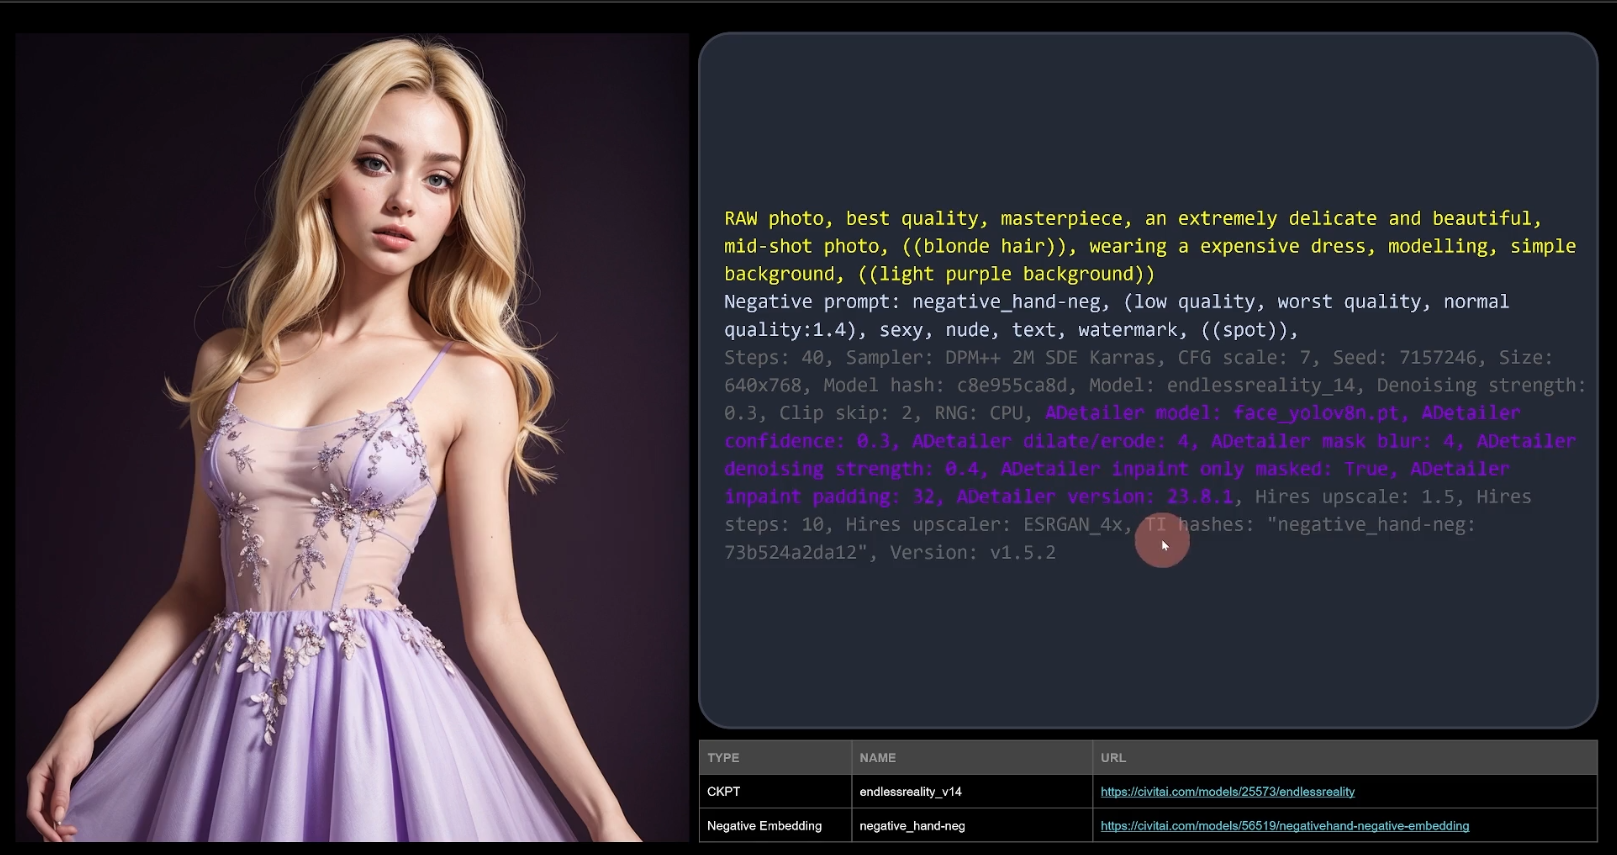 RAW photo, best quality, masterpiece, an extremely delicate and beautiful,
mid-shot photo, ((blonde hair)), wearing a expensive dress, modelling, simple
background, ((light purple background))
Negative prompt: negative_hand-neg, (low quality, worst quality, normal
quality:1.4), sexy, nude, text, watermark, ((spot)),
Steps: 40, Sampler: DPM++ 2M SDE Karras, CFG scale: 7, Seed: 7157246, Size:
640x768, Model hash: c8e955ca8d, Model: endlessreality_14, Denoising strength:
0.3, Clip skip: 2, RNG: CPU, ADetailer model: face_yolov8n.pt, ADetailer
confidence: 0.3, ADetailer dilate/erode: 4, ADetailer mask blur: 4, ADetailer
denoising strength: 0.4, ADetailer inpaint only masked: True, ADetailer
inpaint padding: 32, ADetailer version: 23.8.1, Hires upscale: 1.5, Hires
steps: 10, Hires upscaler: ESRGAN_4x, TI hashes: "negative_hand-neg:
73b524a2da12", Version: v1.5.2
TYPE NAME URL
CKPT endlessreality_v14 https://civitai.com/models/25573/endlessreality
Negative Embedding negative_hand-neg https://civitai.com/models/56519/negativehand-negative-embedding